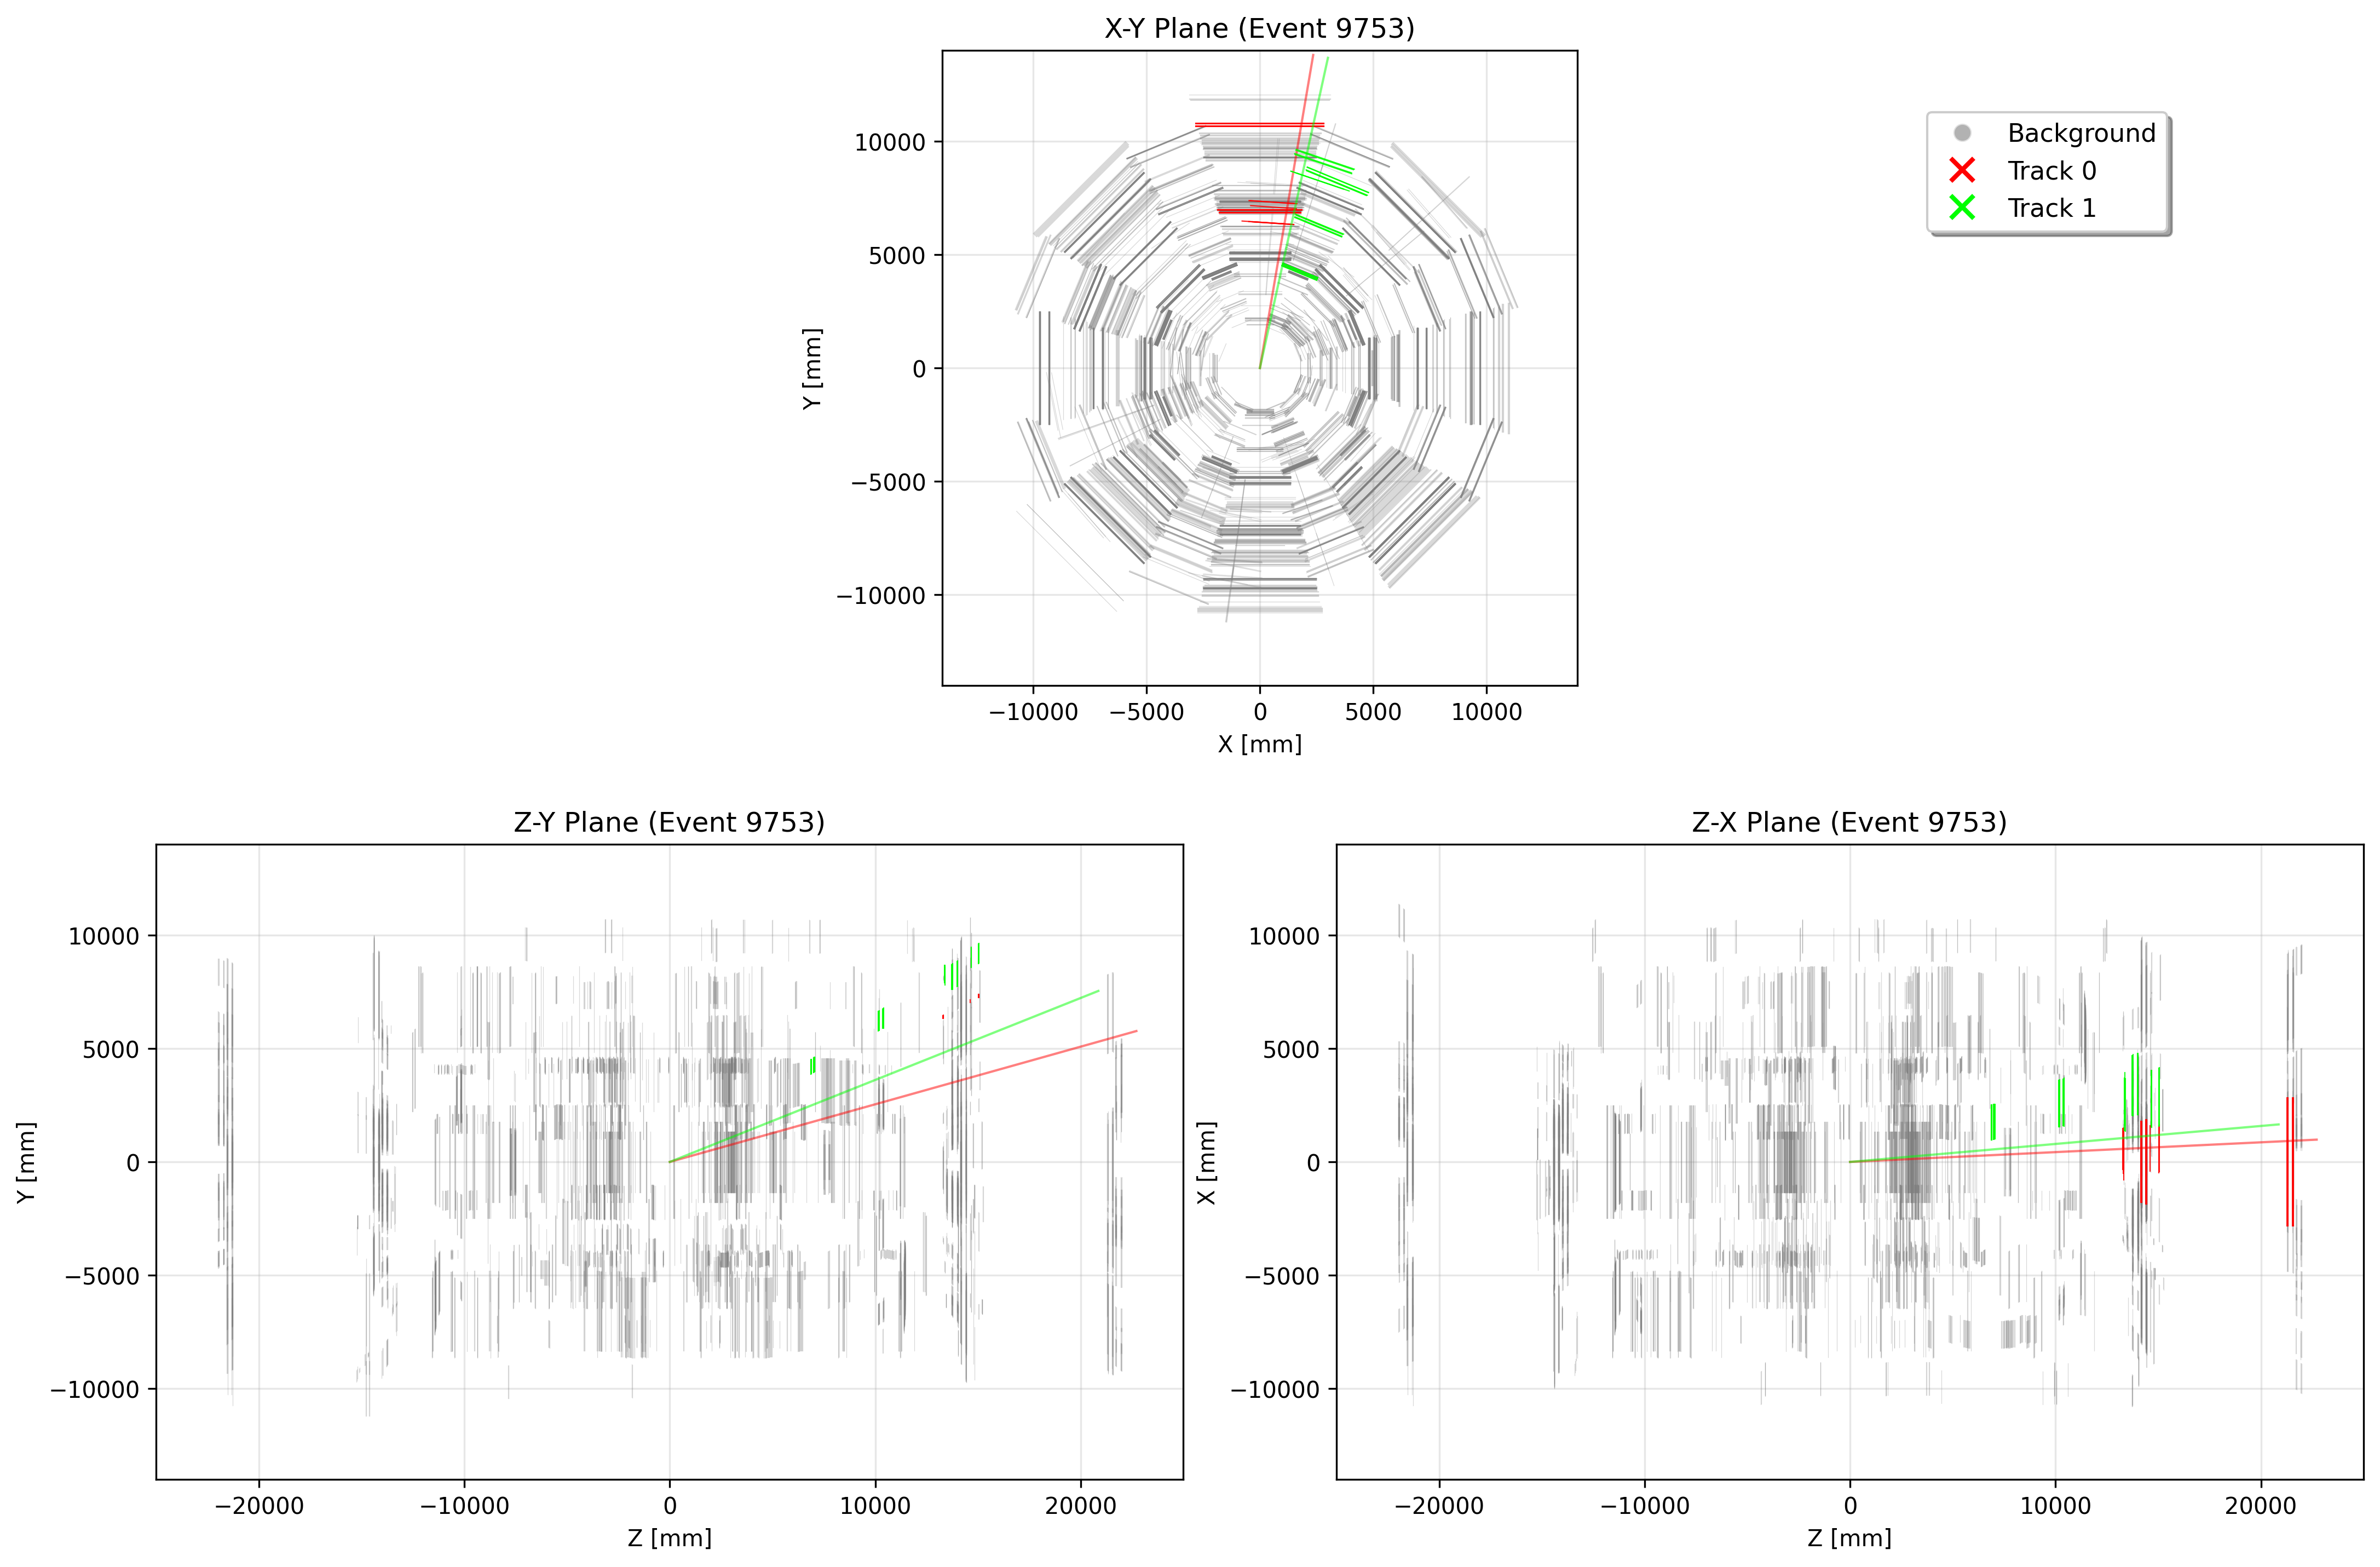 X-Y Plane (Event 9753)
Y [mm]
10000
5000
0
−5000
−10000
−10000 −5000 0 5000 10000
X [mm]
Background
Track 0
Track 1
Z-Y Plane (Event 9753)
Y [mm]
10000
5000
0
−5000
−10000
−20000 −10000 0 10000 20000
Z [mm]
Z-X Plane (Event 9753)
X [mm]
10000
5000
0
−5000
−10000
−20000 −10000 0 10000 20000
Z [mm]